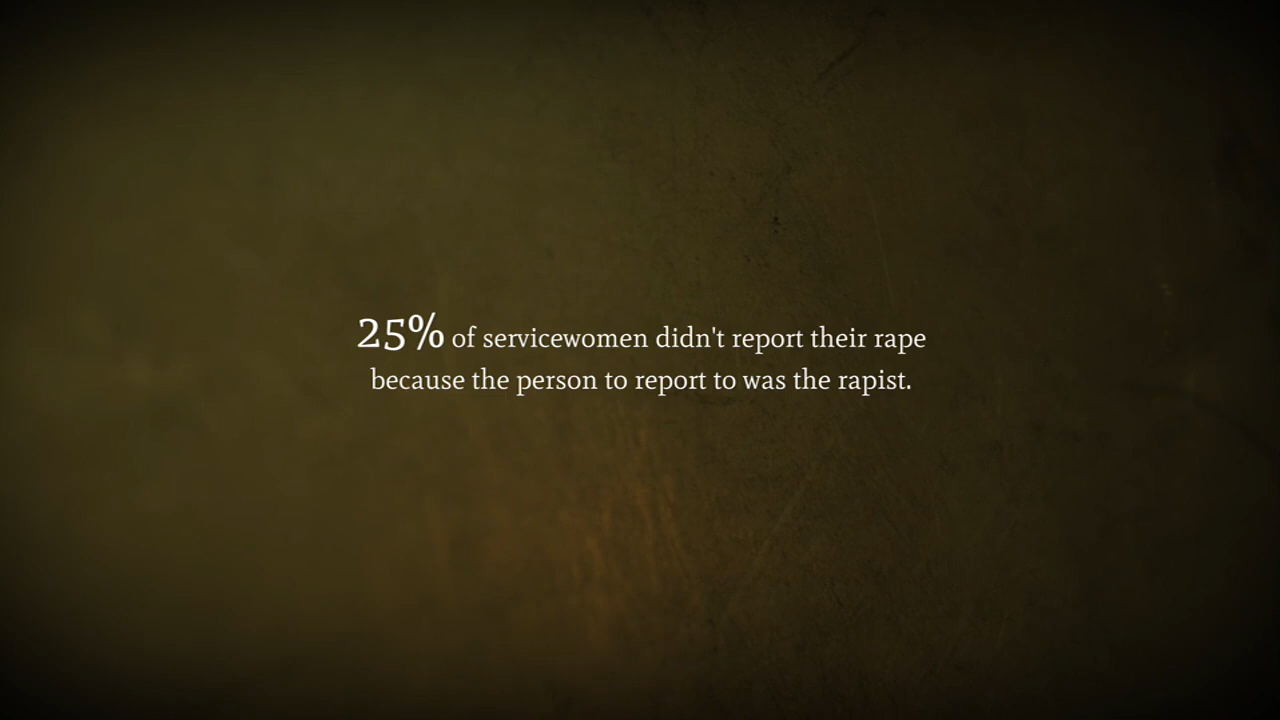 25% of servicewomen didn't report their rape
because the person to report to was the rapist.